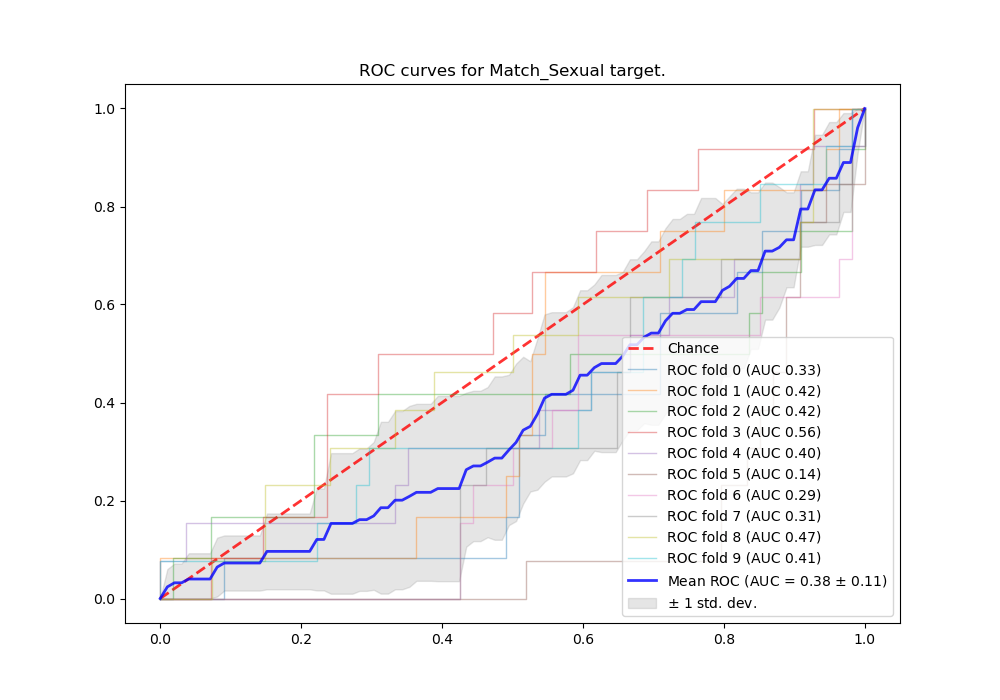 ROC curves for Match_Sexual target.
1.0
0.8
0.6
0.4
0.2
0.0
0.0
0.2
0.4
0.6
0.8
1.0
Chance
ROC fold 0 (AUC 0.33)
ROC fold 1 (AUC 0.42)
ROC fold 2 (AUC 0.42)
ROC fold 3 (AUC 0.56)
ROC fold 4 (AUC 0.40)
ROC fold 5 (AUC 0.14)
ROC fold 6 (AUC 0.29)
ROC fold 7 (AUC 0.31)
ROC fold 8 (AUC 0.47)
ROC fold 9 (AUC 0.41)
Mean ROC (AUC = 0.38 ± 0.11)
± 1 std. dev.